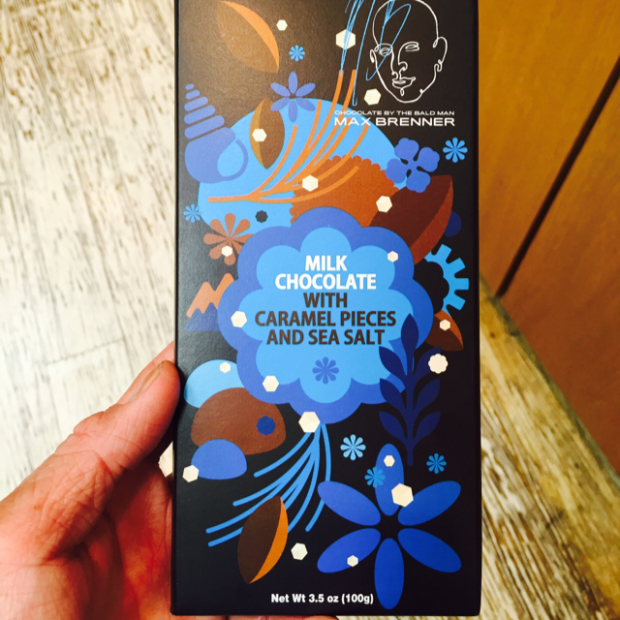 CHOCOLATE BY THE BALD MAN
MAX BRENNER
MILK
CHOCOLATE
WITH
CARAMEL PIECES
AND SEA SALT
Net Wt 3.5 oz (100g)